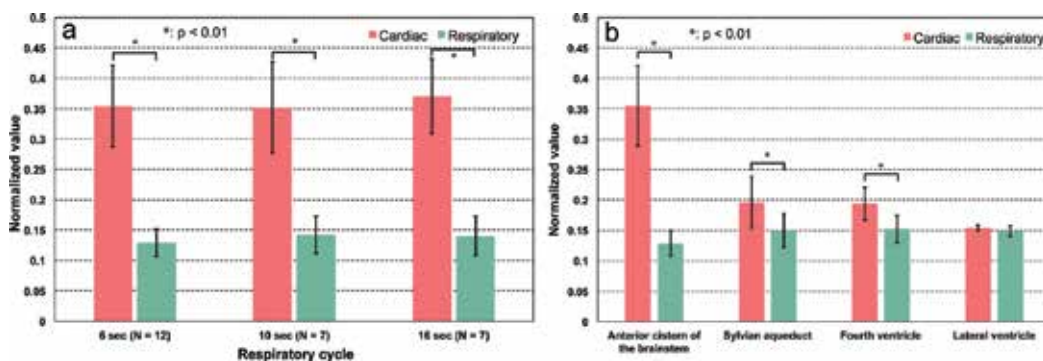 a
*: p < 0.01
Cardiac Respiratory
* * *
0.5
0.45
0.4
0.35
0.3
0.25
0.2
0.15
0.1
0.05
0
Normalized value
6 sec (N = 12) 10 sec (N = 7) 16 sec (N = 7)
Respiratory cycle
b
*: p < 0.01
Cardiac Respiratory
* * *
0.5
0.45
0.4
0.35
0.3
0.25
0.2
0.15
0.1
0.05
0
Normalized value
Anterior cistern of
the brainstem
Sylvian aqueduct
Fourth ventricle
Lateral ventricle